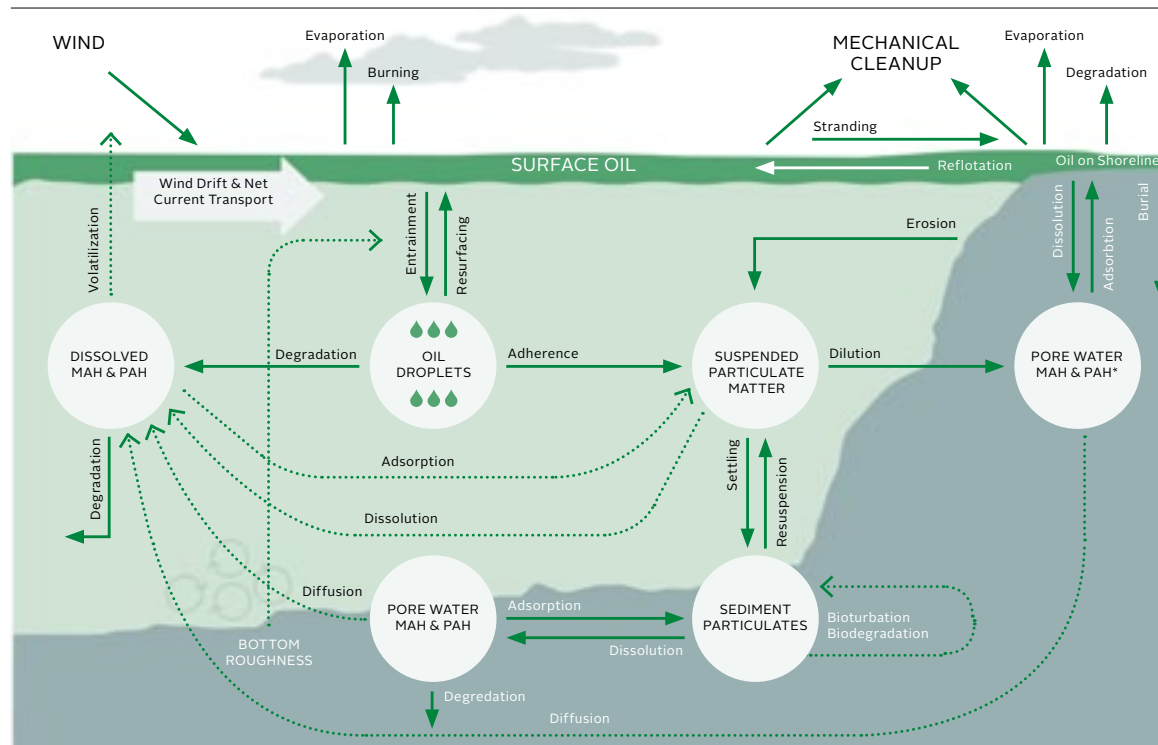 WIND
Evaporation
Burning
MECHANICAL
CLEANUP
Evaporation
Degradation
Stranding
SURFACE OIL
Reflotation
Oil on Shoreline
Wind Drift & Net
Current Transport
Volatilization
Entrainment
Resurfacing
Erosion
Dissolution
Adsorbtion
Burial
DISSOLVED
MAH & PAH
Degradation
OIL
DROPLETS
Adherence
SUSPENDED
PARTICULATE
MATTER
Dilution
PORE WATER
MAH & PAH*
Degradation
Adsorption
Dissolution
Settling
Resuspension
Diffusion
PORE WATER
MAH & PAH
Adsorption
Dissolution
SEDIMENT
PARTICULATES
Bioturbation
Biodegradation
BOTTOM
ROUGHNESS
Degredation
Diffusion